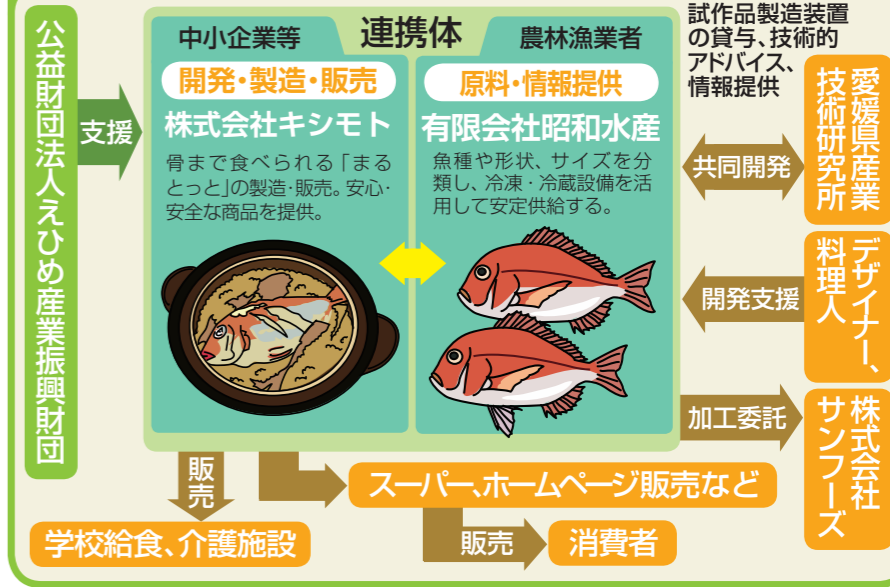 公益財団法人えひめ産業振興財団
支援
連携体
中小企業等
開発・製造・販売
株式会社キシモト
骨まで食べられる「まる
とっと」の製造・販売。安心・
安全な商品を提供。
農林漁業者
原料・情報提供
有限会社昭和水産
魚種や形状、サイズを分
類し、冷凍・冷蔵設備を活
用して安定供給する。
試作品製造装置
の貸与、技術的
アドバイス、
情報提供
共同開発
愛媛県産業
技術研究所
開発支援
デザイナー、
料理人
加工委託
株式会社
サンフーズ
販売
学校給食、介護施設
スーパー、ホームページ販売など
販売
消費者